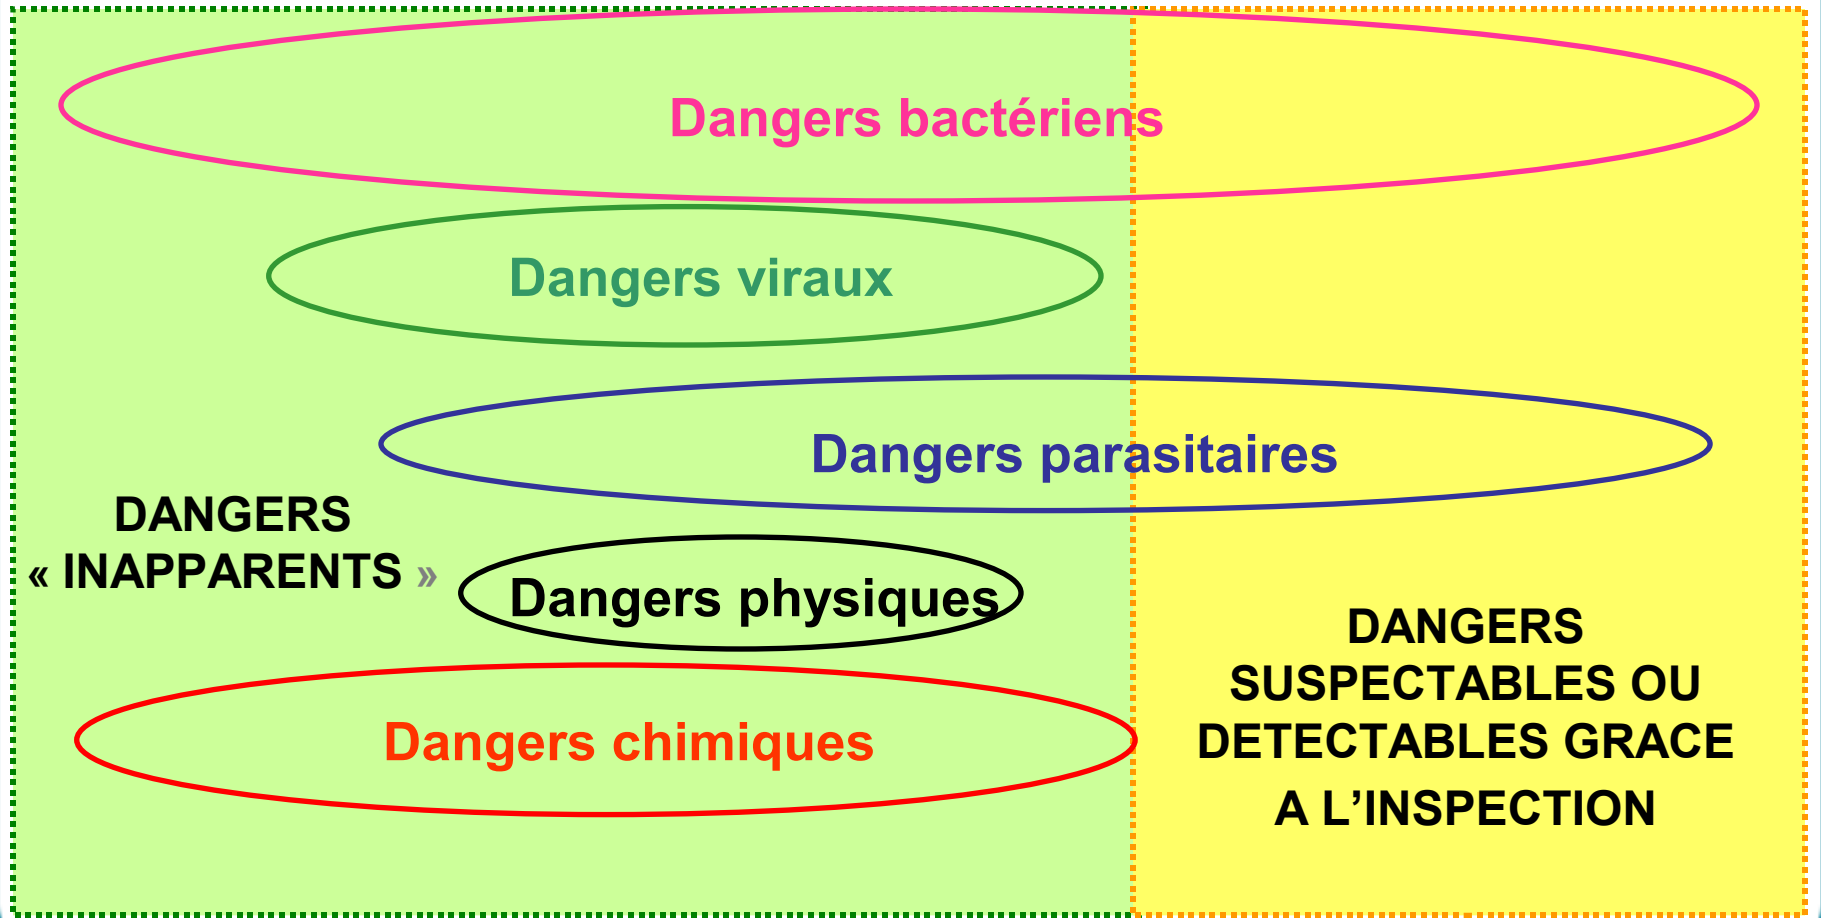 Dangers bactériens
Dangers viraux
Dangers parasitaires
DANGERS
« INAPPARENTS »
Dangers physiques
Dangers chimiques
DANGERS
SUSPECTABLES OU
DETECTABLES GRACE
A L’INSPECTION